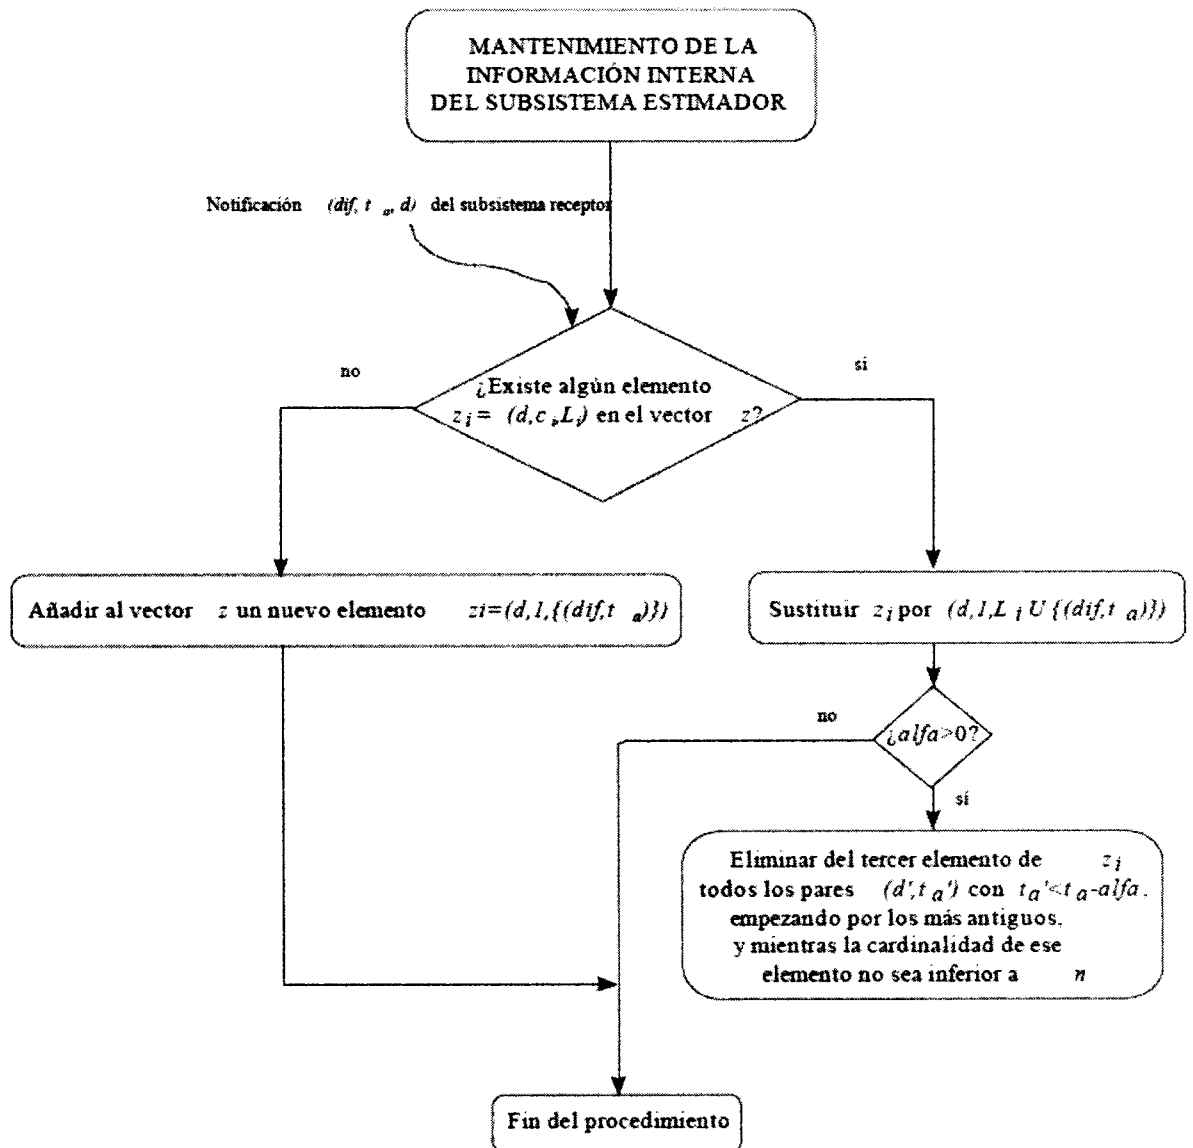 MANTENIMIENTO DE LA
INFORMACIÓN INTERNA
DEL SUBSISTEMA ESTIMADOR
Notificación (dif, t a, d) del subsistema receptor
no
sí
¿Existe algún elemento
z i = (d,c i,L i) en el vector z?
Añadir al vector z un nuevo elemento zi=(d,1,{(dif,t a)})
Sustituir z i por (d,1,L i U {(dif,t a)})
no
¿alfa>0?
sí
Eliminar del tercer elemento de z i
todos los pares (d',t a') con t a'<t a-alfa,
empezando por los más antiguos,
y mientras la cardinalidad de ese
elemento no sea inferior a n
Fin del procedimiento